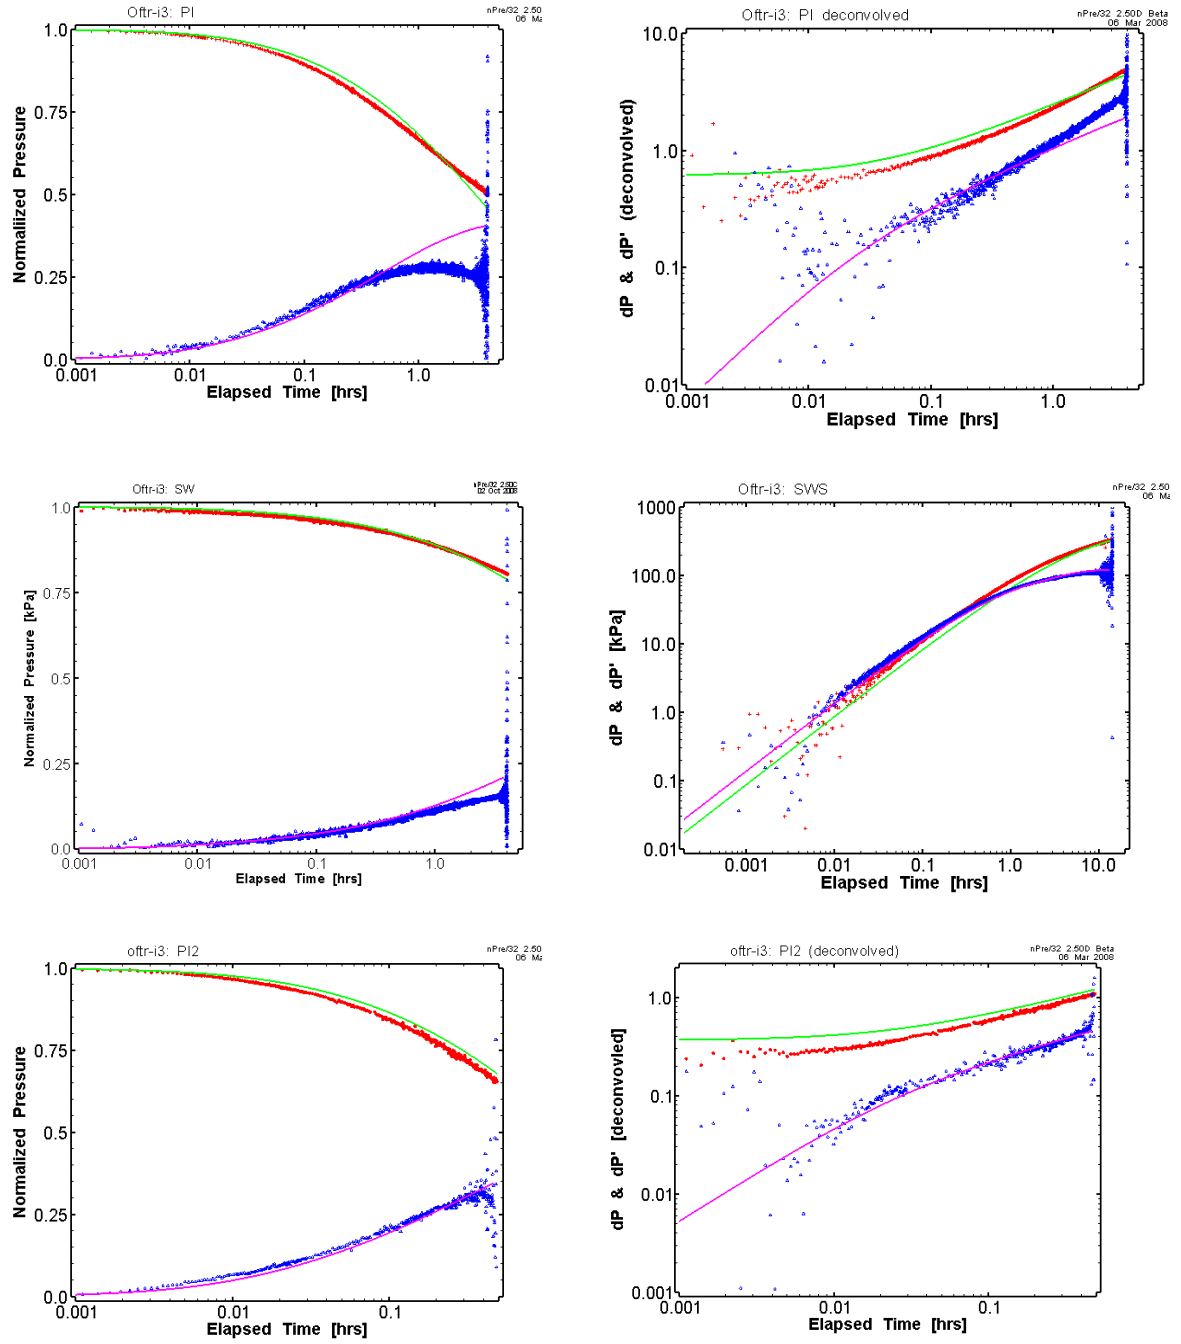 Oftr-i3: PI
nPre/32 2.50
06 Ma
1.0
0.75
0.5
0.25
0.0
Normalized Pressure
0.001
0.01
0.1
1.0
Elapsed Time [hrs]
Oftr-i3: PI deconvolved
nPre/32 2.50D Beta
06 Mar 2008
10.0
1.0
0.1
0.01
dP & dP' (deconvolved)
0.001
0.01
0.1
1.0
Elapsed Time [hrs]
Oftr-i3: SW
nPre/32 2.50C
02 Oct 2008
1.0
0.75
0.5
0.25
0.0
Normalized Pressure [kPa]
0.001
0.01
0.1
1.0
Elapsed Time [hrs]
Oftr-i3: SWS
nPre/32 2.50
06 Ma
1000
100.0
10.0
1.0
0.1
0.01
dP & dP' [kPa]
0.001
0.01
0.1
1.0
10.0
Elapsed Time [hrs]
oftr-i3: PI2
nPre/32 2.50
06 Ma
1.0
0.75
0.5
0.25
0.0
Normalized Pressure
0.001
0.01
0.1
Elapsed Time [hrs]
oftr-i3: PI2 (deconvolved)
nPre/32 2.50D Beta
06 Mar 2008
1.0
0.1
0.01
0.001
dP & dP' [deconvovled]
0.001
0.01
0.1
Elapsed Time [hrs]